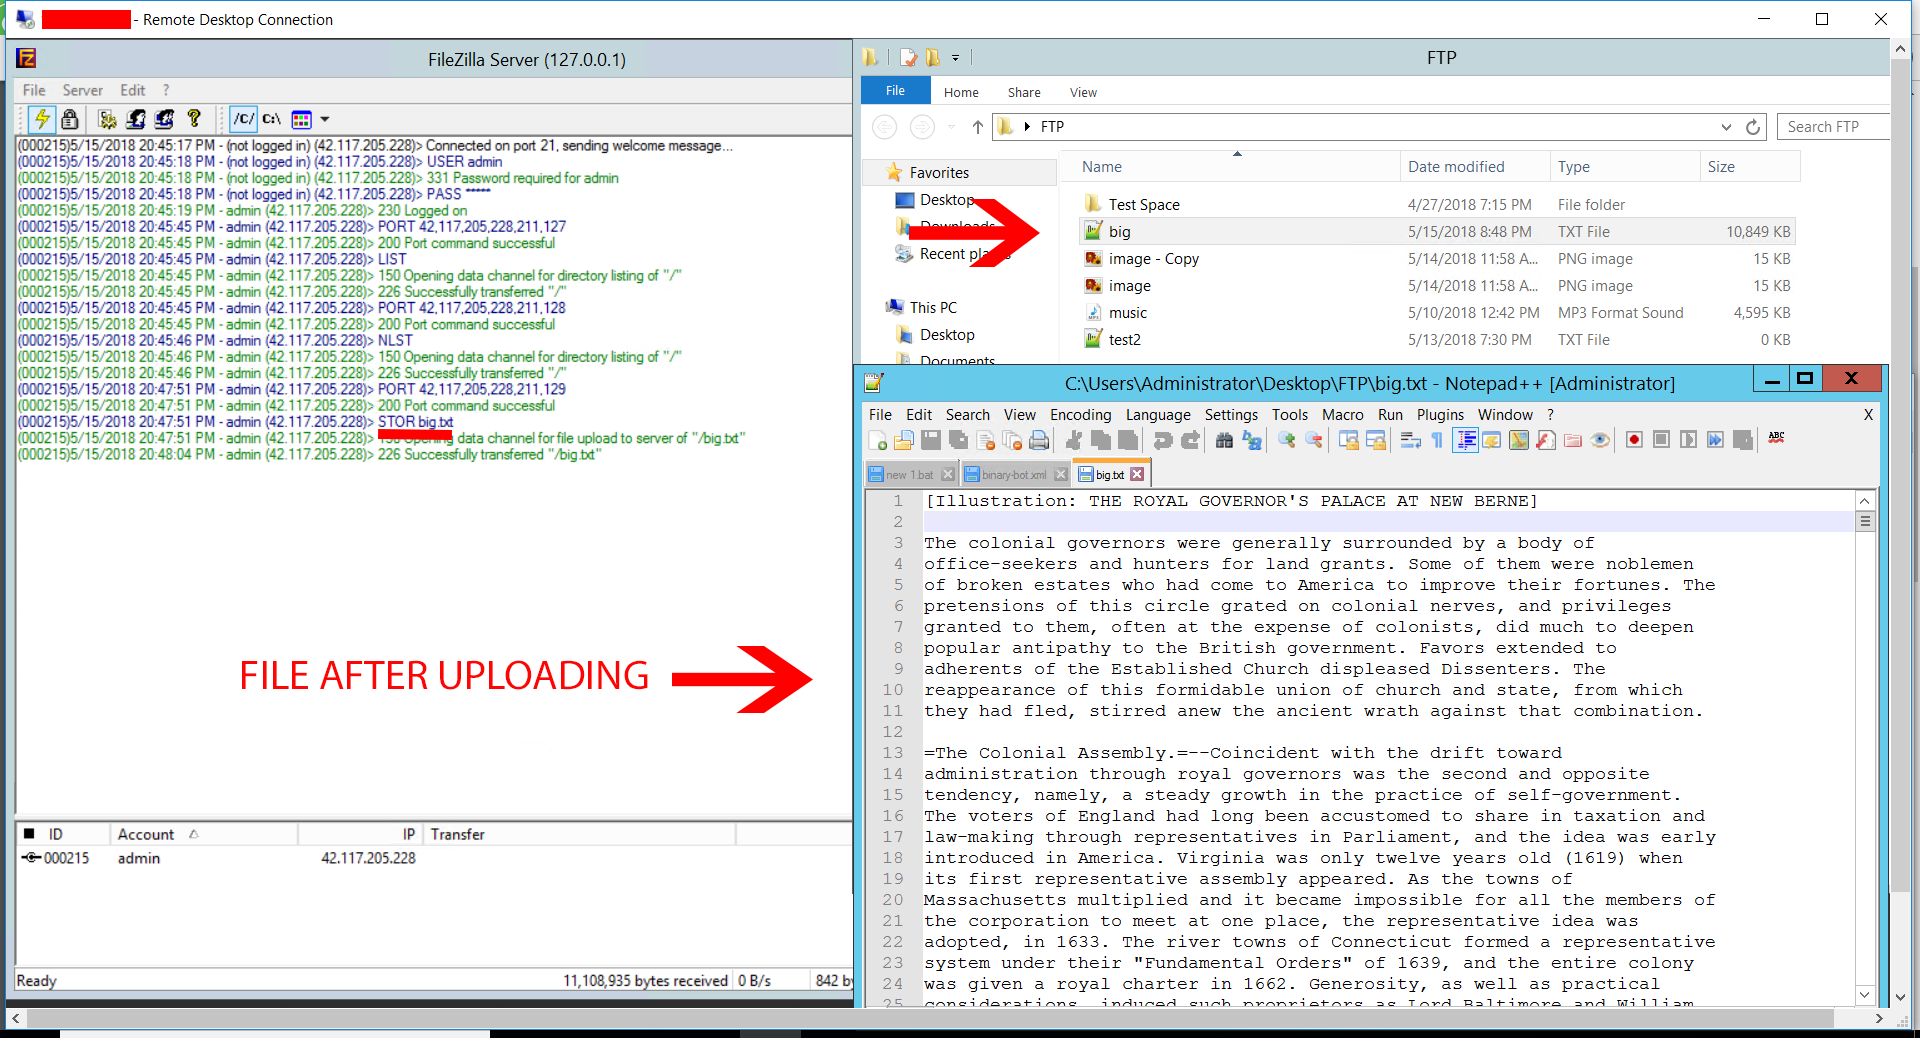 - Remote Desktop Connection
FileZilla Server (127.0.0.1)
File Server Edit ?
/C/ C:\
(000215)5/15/2018 20:45:17 PM - (not logged in) (42.117.205.228)> Connected on port 21, sending welcome message...
(000215)5/15/2018 20:45:18 PM - (not logged in) (42.117.205.228)> USER admin
(000215)5/15/2018 20:45:18 PM - (not logged in) (42.117.205.228)> 331 Password required for admin
(000215)5/15/2018 20:45:18 PM - (not logged in) (42.117.205.228)> PASS *****
(000215)5/15/2018 20:45:19 PM - admin (42.117.205.228)> 230 Logged on
(000215)5/15/2018 20:45:45 PM - admin (42.117.205.228)> PORT 42,117,205,228,211,127
(000215)5/15/2018 20:45:45 PM - admin (42.117.205.228)> 200 Port command successful
(000215)5/15/2018 20:45:45 PM - admin (42.117.205.228)> LIST
(000215)5/15/2018 20:45:45 PM - admin (42.117.205.228)> 150 Opening data channel for directory listing of "/"
(000215)5/15/2018 20:45:45 PM - admin (42.117.205.228)> 226 Successfully transferred "/"
(000215)5/15/2018 20:45:45 PM - admin (42.117.205.228)> PORT 42,117,205,228,211,128
(000215)5/15/2018 20:45:45 PM - admin (42.117.205.228)> 200 Port command successful
(000215)5/15/2018 20:45:46 PM - admin (42.117.205.228)> NLST
(000215)5/15/2018 20:45:46 PM - admin (42.117.205.228)> 150 Opening data channel for directory listing of "/"
(000215)5/15/2018 20:45:46 PM - admin (42.117.205.228)> 226 Successfully transferred "/"
(000215)5/15/2018 20:47:51 PM - admin (42.117.205.228)> PORT 42,117,205,228,211,129
(000215)5/15/2018 20:47:51 PM - admin (42.117.205.228)> 200 Port command successful
(000215)5/15/2018 20:47:51 PM - admin (42.117.205.228)> STOR big.txt
(000215)5/15/2018 20:47:51 PM - admin (42.117.205.228)> 150 Opening data channel for file upload to server of "/big.txt"
(000215)5/15/2018 20:48:04 PM - admin (42.117.205.228)> 226 Successfully transferred "/big.txt"
FILE AFTER UPLOADING
ID Account IP Transfer
000215 admin 42.117.205.228
Ready 11,108,935 bytes received 0 B/s 842 by
FTP
File Home Share View
FTP Search FTP
Favorites
Desktop
Downloads
Recent pl
This PC
Desktop
Documents
Name Date modified Type Size
Test Space 4/27/2018 7:15 PM File folder
big 5/15/2018 8:48 PM TXT File 10,849 KB
image - Copy 5/14/2018 11:58 A... PNG image 15 KB
image 5/14/2018 11:58 A... PNG image 15 KB
music 5/10/2018 12:42 PM MP3 Format Sound 4,595 KB
test2 5/13/2018 7:30 PM TXT File 0 KB
C:\Users\Administrator\Desktop\FTP\big.txt - Notepad++ [Administrator]
File Edit Search View Encoding Language Settings Tools Macro Run Plugins Window ? X
ABC
new 1.bat binary-bot.xml big.txt
1 [Illustration: THE ROYAL GOVERNOR'S PALACE AT NEW BERNE]
2
3 The colonial governors were generally surrounded by a body of
4 office-seekers and hunters for land grants. Some of them were noblemen
5 of broken estates who had come to America to improve their fortunes. The
6 pretensions of this circle grated on colonial nerves, and privileges
7 granted to them, often at the expense of colonists, did much to deepen
8 popular antipathy to the British government. Favors extended to
9 adherents of the Established Church displeased Dissenters. The
10 reappearance of this formidable union of church and state, from which
11 they had fled, stirred anew the ancient wrath against that combination.
12
13 =The Colonial Assembly.=--Coincident with the drift toward
14 administration through royal governors was the second and opposite
15 tendency, namely, a steady growth in the practice of self-government.
16 The voters of England had long been accustomed to share in taxation and
17 law-making through representatives in Parliament, and the idea was early
18 introduced in America. Virginia was only twelve years old (1619) when
19 its first representative assembly appeared. As the towns of
20 Massachusetts multiplied and it became impossible for all the members of
21 the corporation to meet at one place, the representative idea was
22 adopted, in 1633. The river towns of Connecticut formed a representative
23 system under their "Fundamental Orders" of 1639, and the entire colony
24 was given a royal charter in 1662. Generosity, as well as practical
25 considerations, induced such proprietors as Lord Baltimore and William